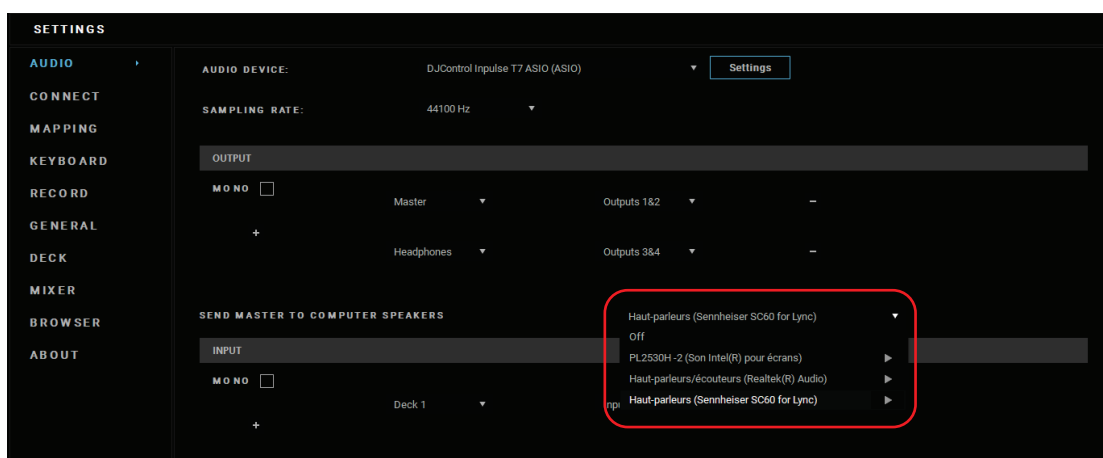 SETTINGS
AUDIO
CONNECT
MAPPING
KEYBOARD
RECORD
GENERAL
DECK
MIXER
BROWSER
ABOUT
AUDIO DEVICE: DJControl Inpulse T7 ASIO (ASIO) Settings
SAMPLING RATE: 44100 Hz
OUTPUT
MONO
Master Outputs 1&2 –
+
Headphones Outputs 3&4 –
SEND MASTER TO COMPUTER SPEAKERS Haut-parleurs (Sennheiser SC60 for Lync)
Off
PL2530H -2 (Son Intel(R) pour écrans)
Haut-parleurs/écouteurs (Realtek(R) Audio)
Haut-parleurs (Sennheiser SC60 for Lync)
INPUT
MONO
Deck 1
+